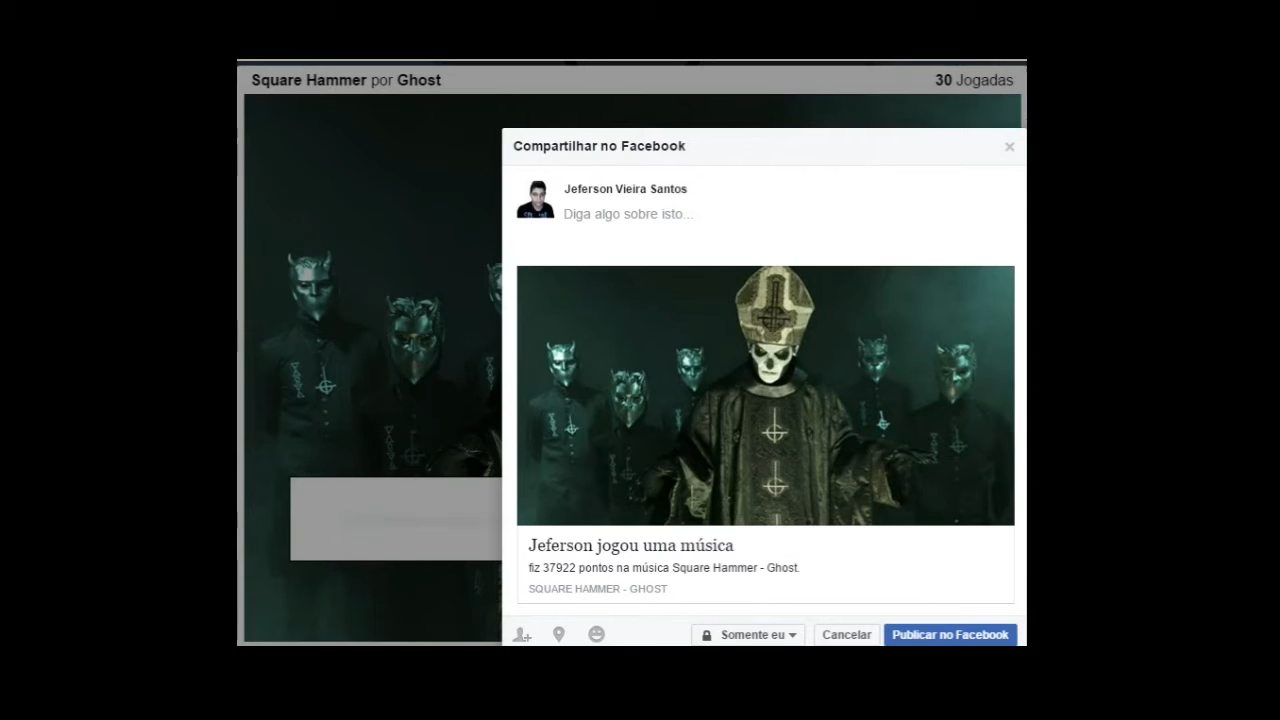 Square Hammer por Ghost
30 Jogadas
Compartilhar no Facebook
Jeferson Vieira Santos
Diga algo sobre isto...
Jeferson jogou uma música
fiz 37922 pontos na música Square Hammer - Ghost.
SQUARE HAMMER - GHOST
Somente eu
Cancelar
Publicar no Facebook